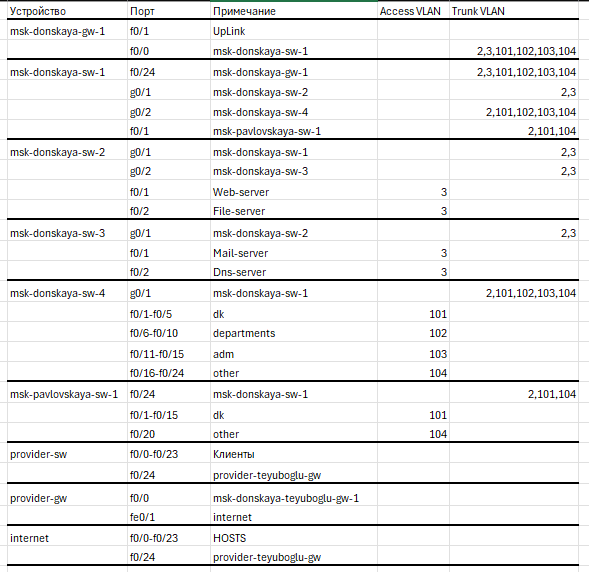 Устройство Порт Примечание Access VLAN Trunk VLAN
msk-donskaya-gw-1 f0/1 UpLink
f0/0 msk-donskaya-sw-1 2,3,101,102,103,104
msk-donskaya-sw-1 f0/24 msk-donskaya-gw-1 2,3,101,102,103,104
g0/1 msk-donskaya-sw-2 2,3
g0/2 msk-donskaya-sw-4 2,101,102,103,104
f0/1 msk-pavlovskaya-sw-1 2,101,104
msk-donskaya-sw-2 g0/1 msk-donskaya-sw-1 2,3
g0/2 msk-donskaya-sw-3 2,3
f0/1 Web-server 3
f0/2 File-server 3
msk-donskaya-sw-3 g0/1 msk-donskaya-sw-2 2,3
f0/1 Mail-server 3
f0/2 Dns-server 3
msk-donskaya-sw-4 g0/1 msk-donskaya-sw-1 2,101,102,103,104
f0/1-f0/5 dk 101
f0/6-f0/10 departments 102
f0/11-f0/15 adm 103
f0/16-f0/24 other 104
msk-pavlovskaya-sw-1 f0/24 msk-donskaya-sw-1 2,101,104
f0/1-f0/15 dk 101
f0/20 other 104
provider-sw f0/0-f0/23 Клиенты
f0/24 provider-teyuboglu-gw
provider-gw f0/0 msk-donskaya-teyuboglu-gw-1
fe0/1 internet
internet f0/0-f0/23 HOSTS
f0/24 provider-teyuboglu-gw